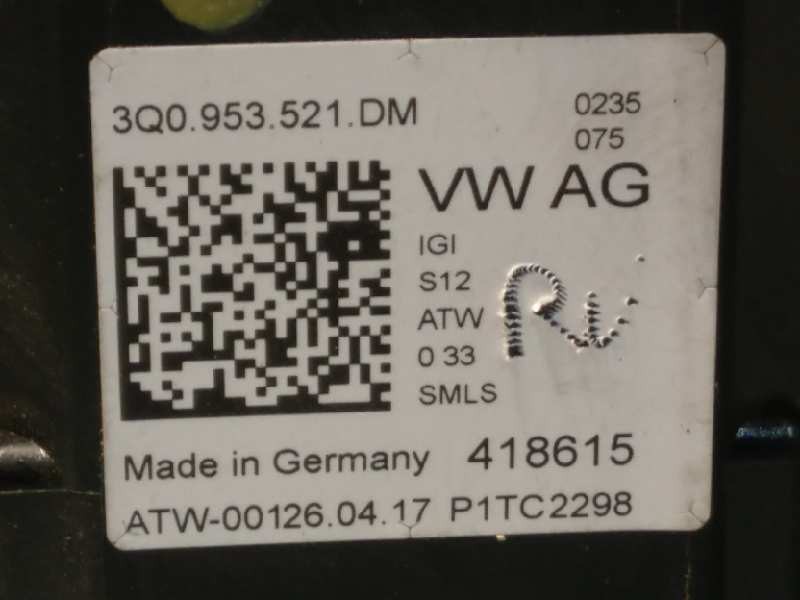 3Q0.953.521.DM
0235
075
VW AG
IGI
S12
ATW
0 33
SMLS
Made in Germany 418615
ATW-00126.04.17 P1TC2298